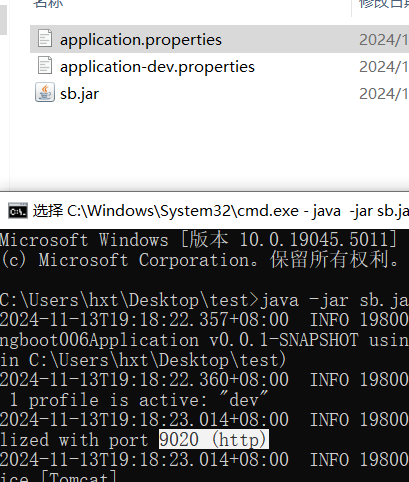 名称
修改日期
application.properties
2024/1
application-dev.properties
2024/1
sb.jar
2024/1
选择 C:\Windows\System32\cmd.exe - java  -jar sb.ja
Microsoft Windows [版本 10.0.19045.5011]
(c) Microsoft Corporation。保留所有权利。
C:\Users\hxt\Desktop\test>java -jar sb.ja
2024-11-13T19:18:22.357+08:00  INFO 19800
ngboot006Application v0.0.1-SNAPSHOT usin
in C:\Users\hxt\Desktop\test)
2024-11-13T19:18:22.360+08:00  INFO 19800
1 profile is active: "dev"
2024-11-13T19:18:23.014+08:00  INFO 19800
lized with port 9020 (http)
2024-11-13T19:18:23.014+08:00  INFO 19800
ice [Tomcat]